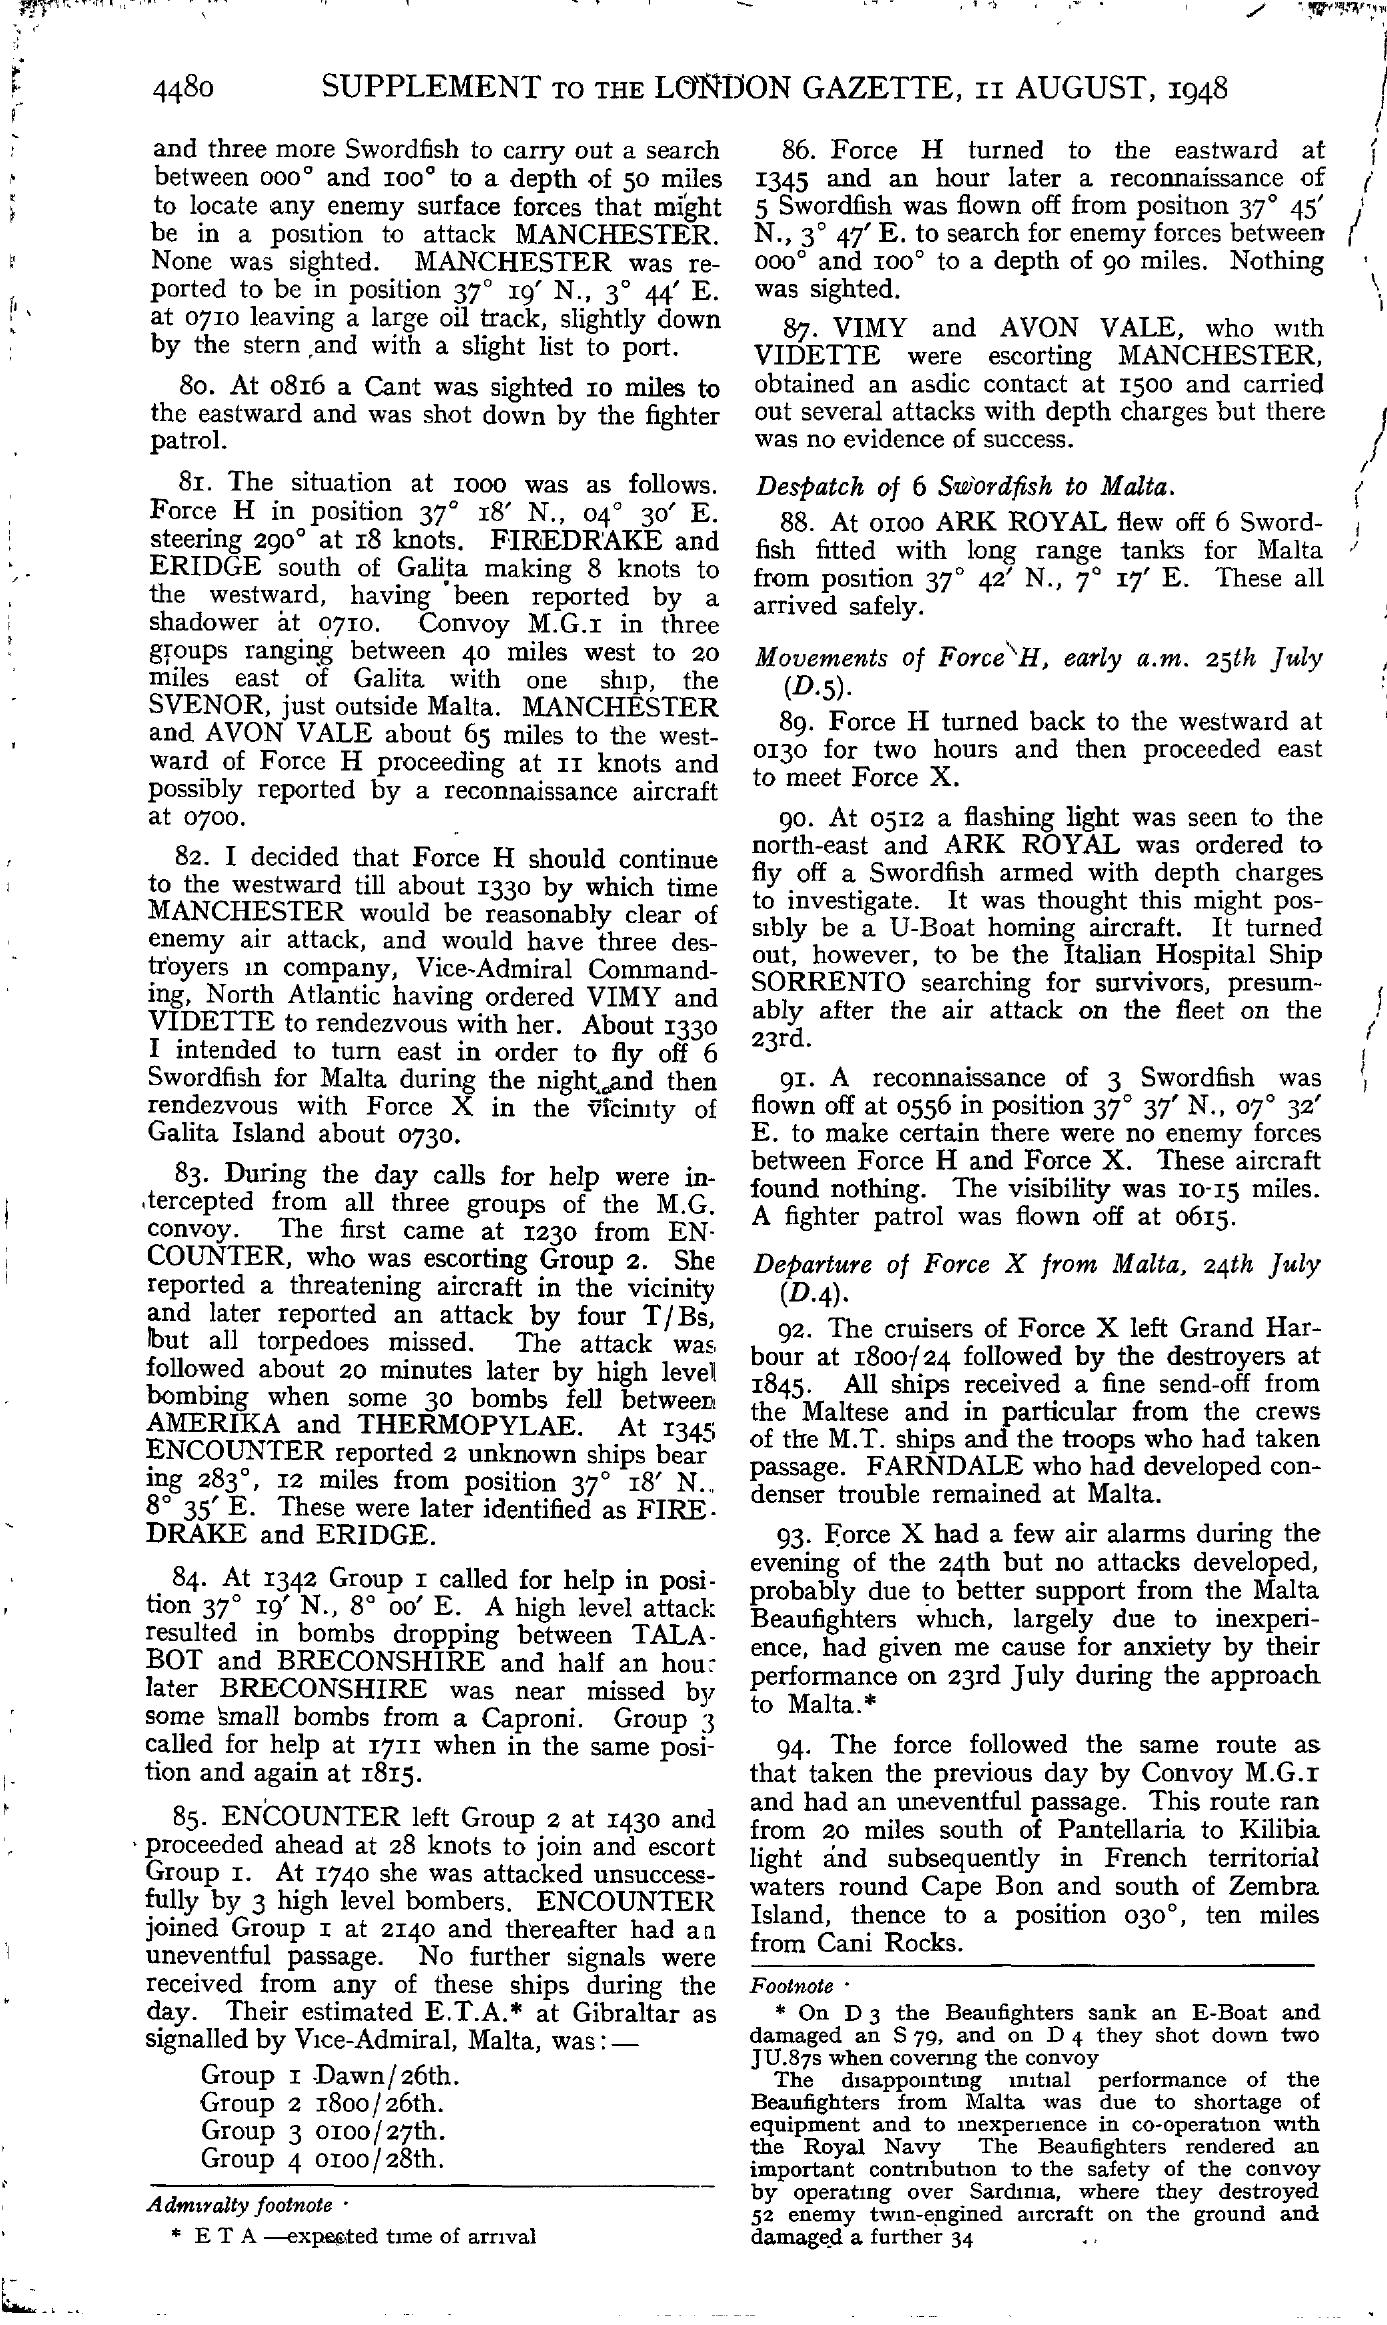 4480 SUPPLEMENT TO THE LONDON GAZETTE, 11 AUGUST, 1948
and three more Swordfish to carry out a search
between 000° and 100° to a depth of 50 miles
to locate any enemy surface forces that might
be in a position to attack MANCHESTER.
None was sighted. MANCHESTER was re-
ported to be in position 37° 19′ N., 3° 44′ E.
at 0710 leaving a large oil track, slightly down
by the stern and with a slight list to port.
80. At 0816 a Cant was sighted 10 miles to
the eastward and was shot down by the fighter
patrol.
81. The situation at 1000 was as follows.
Force H in position 37° 18′ N., 04° 30′ E.
steering 290° at 18 knots. FIREDRAKE and
ERIDGE south of Galita making 8 knots to
the westward, having been reported by a
shadower at 0710. Convoy M.G.1 in three
groups ranging between 40 miles west to 20
miles east of Galita with one ship, the
SVENOR, just outside Malta. MANCHESTER
and AVON VALE about 65 miles to the west-
ward of Force H proceeding at 11 knots and
possibly reported by a reconnaissance aircraft
at 0700.
82. I decided that Force H should continue
to the westward till about 1330 by which time
MANCHESTER would be reasonably clear of
enemy air attack, and would have three des-
troyers in company, Vice-Admiral Command-
ing, North Atlantic having ordered VIMY and
VIDETTE to rendezvous with her. About 1330
I intended to turn east in order to fly off 6
Swordfish for Malta during the night and then
rendezvous with Force X in the vicinity of
Galita Island about 0730.
83. During the day calls for help were in-
tercepted from all three groups of the M.G.
convoy. The first came at 1230 from EN-
COUNTER, who was escorting Group 2. She
reported a threatening aircraft in the vicinity
and later reported an attack by four T/Bs,
but all torpedoes missed. The attack was
followed about 20 minutes later by high level
bombing when some 30 bombs fell between
AMERIKA and THERMOPYLAE. At 1345
ENCOUNTER reported 2 unknown ships bear
ing 283°, 12 miles from position 37° 18′ N.,
8° 35′ E. These were later identified as FIRE-
DRAKE and ERIDGE.
84. At 1342 Group 1 called for help in posi-
tion 37° 19′ N., 8° 00′ E. A high level attack
resulted in bombs dropping between TALA-
BOT and BRECONSHIRE and half an hour
later BRECONSHIRE was near missed by
some small bombs from a Caproni. Group 3
called for help at 1711 when in the same posi-
tion and again at 1815.
85. ENCOUNTER left Group 2 at 1430 and
proceeded ahead at 28 knots to join and escort
Group 1. At 1740 she was attacked unsuccess-
fully by 3 high level bombers. ENCOUNTER
joined Group 1 at 2140 and thereafter had an
uneventful passage. No further signals were
received from any of these ships during the
day. Their estimated E.T.A.* at Gibraltar as
signalled by Vice-Admiral, Malta, was:—
Group 1 Dawn/26th.
Group 2 1800/26th.
Group 3 0100/27th.
Group 4 0100/28th.
Admiralty footnote ·
* E T A —expected time of arrival
86. Force H turned to the eastward at
1345 and an hour later a reconnaissance of
5 Swordfish was flown off from position 37° 45′
N., 3° 47′ E. to search for enemy forces between
000° and 100° to a depth of 90 miles. Nothing
was sighted.
87. VIMY and AVON VALE, who with
VIDETTE were escorting MANCHESTER,
obtained an asdic contact at 1500 and carried
out several attacks with depth charges but there
was no evidence of success.
Despatch of 6 Swordfish to Malta.
88. At 0100 ARK ROYAL flew off 6 Sword-
fish fitted with long range tanks for Malta
from position 37° 42′ N., 7° 17′ E. These all
arrived safely.
Movements of Force H, early a.m. 25th July
(D.5).
89. Force H turned back to the westward at
0130 for two hours and then proceeded east
to meet Force X.
90. At 0512 a flashing light was seen to the
north-east and ARK ROYAL was ordered to
fly off a Swordfish armed with depth charges
to investigate. It was thought this might pos-
sibly be a U-Boat homing aircraft. It turned
out, however, to be the Italian Hospital Ship
SORRENTO searching for survivors, presum-
ably after the air attack on the fleet on the
23rd.
91. A reconnaissance of 3 Swordfish was
flown off at 0556 in position 37° 37′ N., 07° 32′
E. to make certain there were no enemy forces
between Force H and Force X. These aircraft
found nothing. The visibility was 10-15 miles.
A fighter patrol was flown off at 0615.
Departure of Force X from Malta, 24th July
(D.4).
92. The cruisers of Force X left Grand Har-
bour at 1800/24 followed by the destroyers at
1845. All ships received a fine send-off from
the Maltese and in particular from the crews
of the M.T. ships and the troops who had taken
passage. FARNDALE who had developed con-
denser trouble remained at Malta.
93. Force X had a few air alarms during the
evening of the 24th but no attacks developed,
probably due to better support from the Malta
Beaufighters which, largely due to inexperi-
ence, had given me cause for anxiety by their
performance on 23rd July during the approach
to Malta.*
94. The force followed the same route as
that taken the previous day by Convoy M.G.1
and had an uneventful passage. This route ran
from 20 miles south of Pantellaria to Kilibia
light and subsequently in French territorial
waters round Cape Bon and south of Zembra
Island, thence to a position 030°, ten miles
from Cani Rocks.
Footnote ·
* On D 3 the Beaufighters sank an E-Boat and
damaged an S 79, and on D 4 they shot down two
JU.87s when covering the convoy
The disappointing initial performance of the
Beaufighters from Malta was due to shortage of
equipment and to inexperience in co-operation with
the Royal Navy The Beaufighters rendered an
important contribution to the safety of the convoy
by operating over Sardinia, where they destroyed
52 enemy twin-engined aircraft on the ground and
damaged a further 34